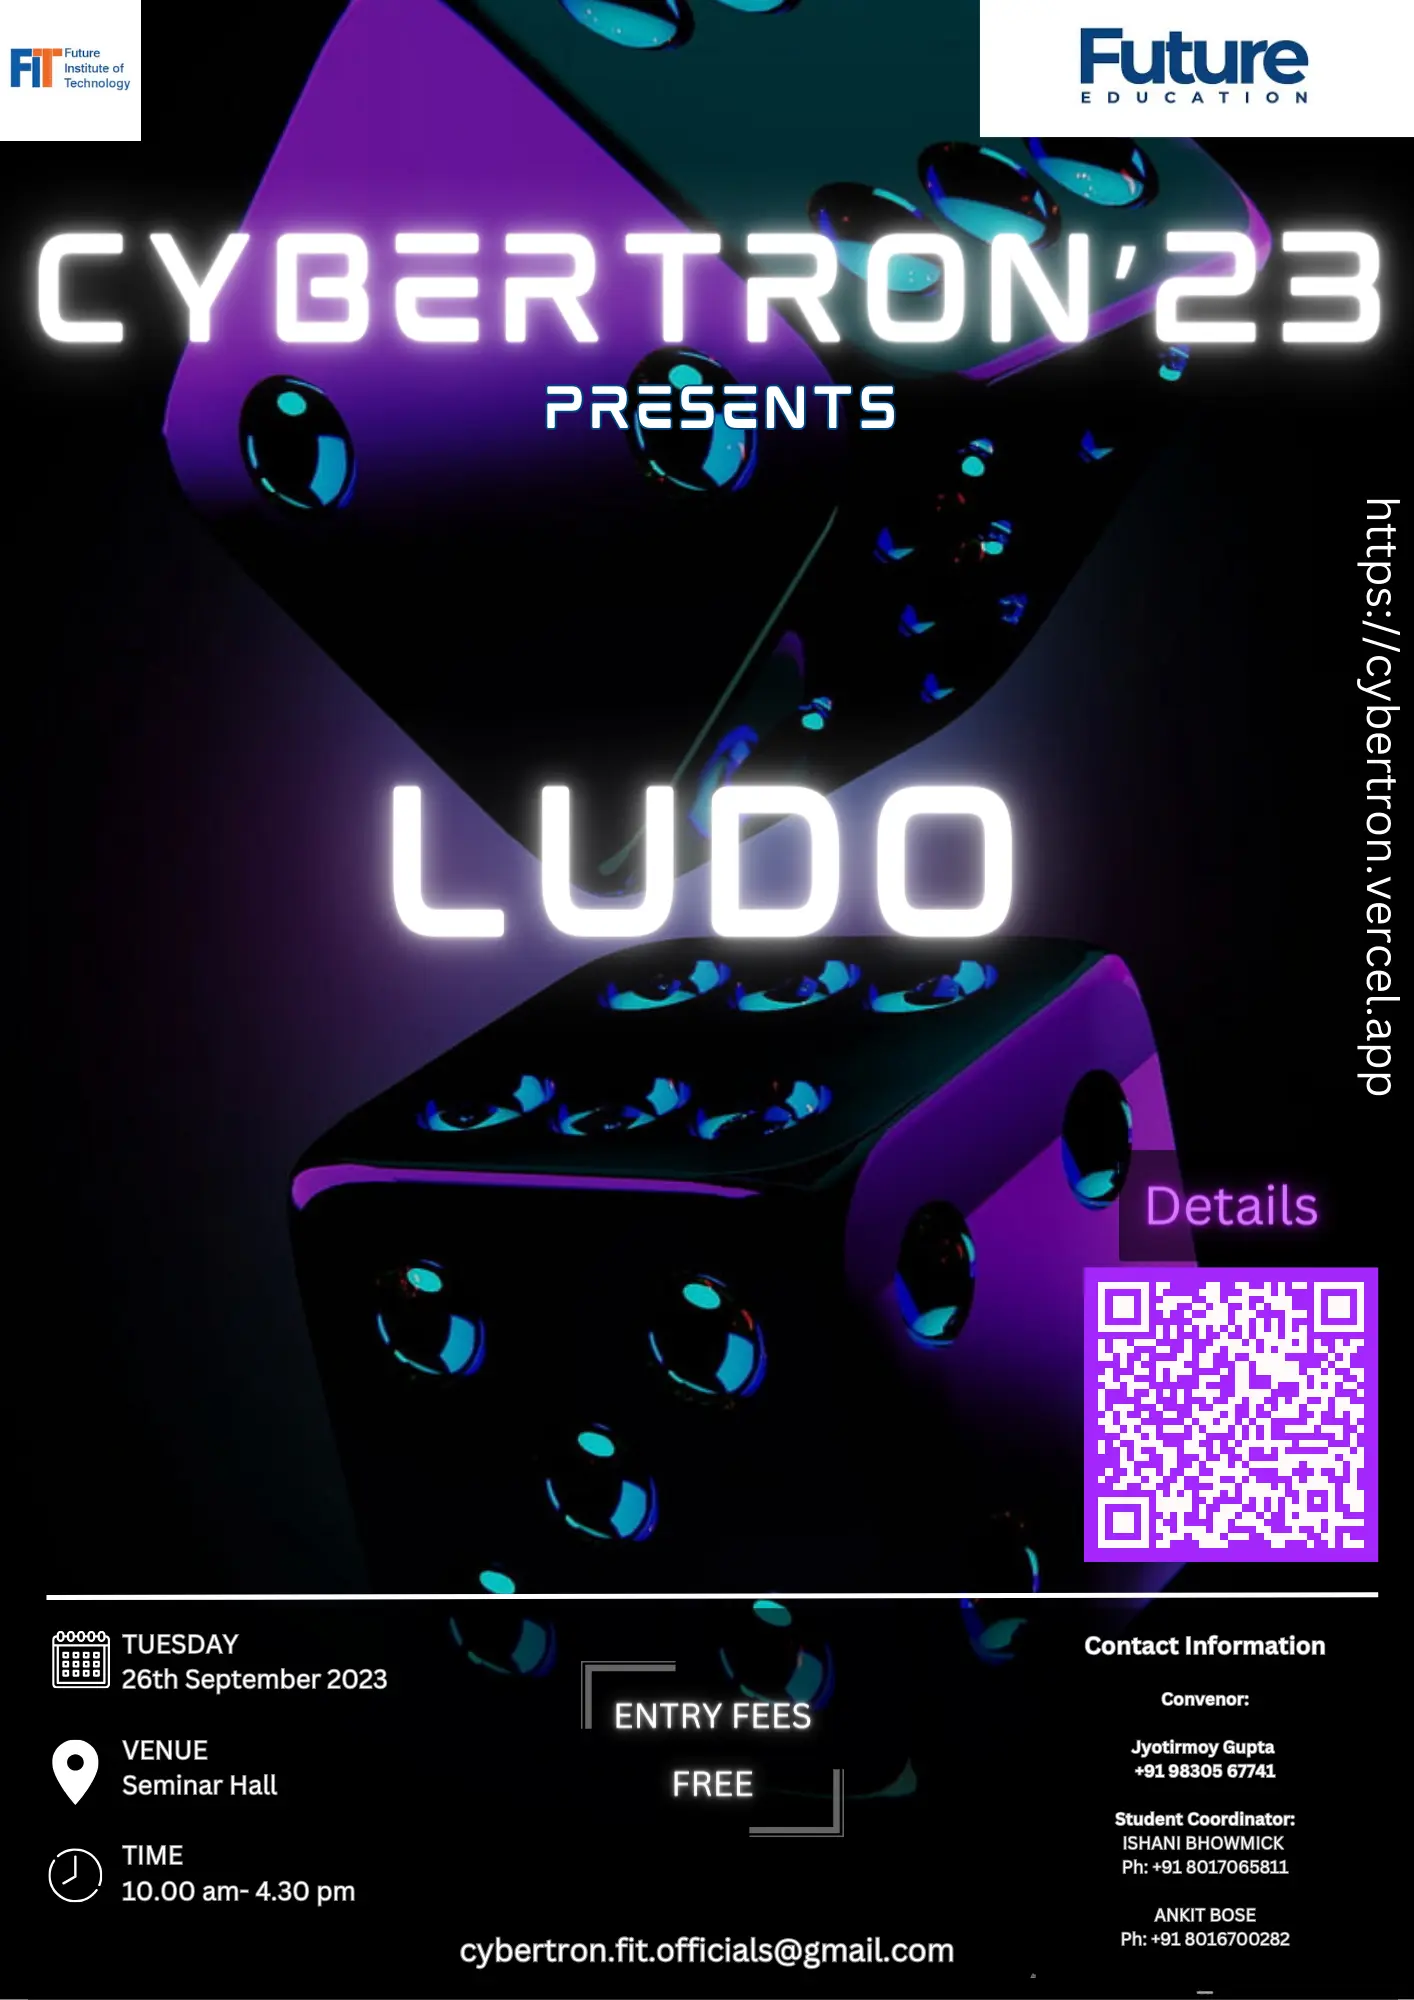 FiT Future
Institute of
Technology
Future
EDUCATION
CYBERTRON'23
PRESENTS
https://cybertron.vercel.app
LUDO
Details
TUESDAY
26th September 2023
VENUE
Seminar Hall
TIME
10.00 am- 4.30 pm
ENTRY FEES
FREE
Contact Information
Convenor:
Jyotirmoy Gupta
+91 98305 67741
Student Coordinator:
ISHANI BHOWMICK
Ph: +91 8017065811
ANKIT BOSE
Ph: +91 8016700282
cybertron.fit.officials@gmail.com